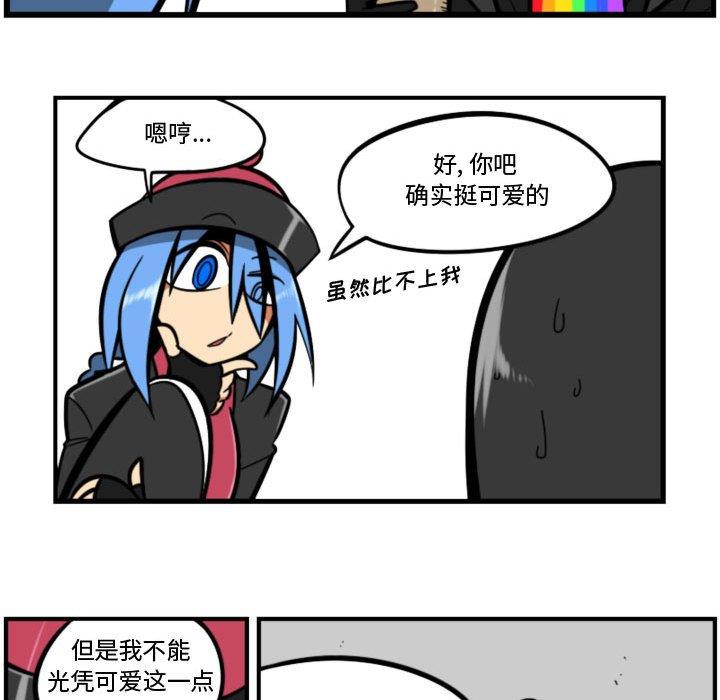 嗯哼...
好, 你吧
确实挺可爱的
虽然比不上我
但是我不能
光凭可爱这一点